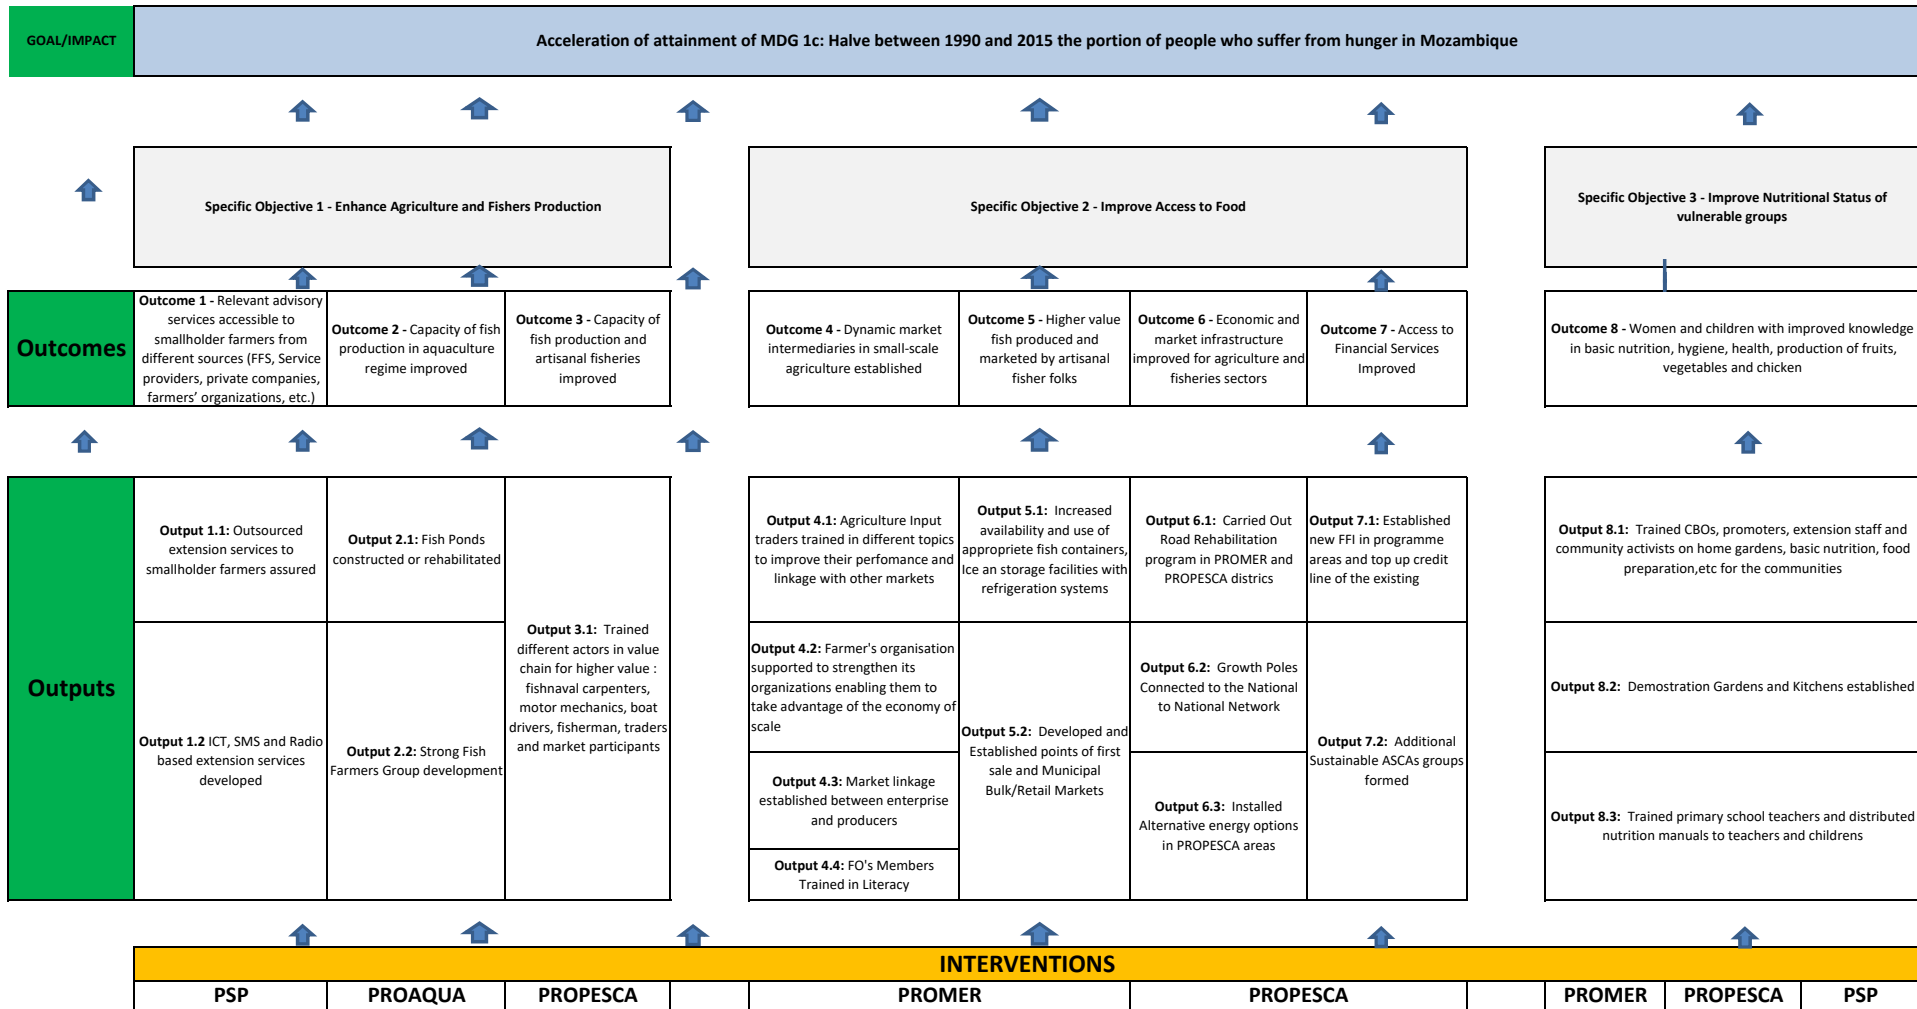 GOAL/IMPACT
Acceleration of attainment of MDG 1c: Halve between 1990 and 2015 the portion of people who suffer from hunger in Mozambique
Specific Objective 1 - Enhance Agriculture and Fishers Production
Specific Objective 2 - Improve Access to Food
Specific Objective 3 - Improve Nutritional Status of
vulnerable groups
Outcomes
Outcome 1 - Relevant advisory
services accessible to
smallholder farmers from
different sources (FFS, Service
providers, private companies,
farmers' organizations, etc.)
Outcome 2 - Capacity of fish
production in aquaculture
regime improved
Outcome 3 - Capacity of
fish production and
artisanal fisheries
improved
Outcome 4 - Dynamic market
intermediaries in small-scale
agriculture established
Outcome 5 - Higher value
fish produced and
marketed by artisanal
fisher folks
Outcome 6 - Economic and
market infrastructure
improved for agriculture and
fisheries sectors
Outcome 7 - Access to
Financial Services
Improved
Outcome 8 - Women and children with improved knowledge
in basic nutrition, hygiene, health, production of fruits,
vegetables and chicken
Outputs
Output 1.1: Outsourced
extension services to
smallholder farmers assured
Output 1.2 ICT, SMS and Radio
based extension services
developed
Output 2.1: Fish Ponds
constructed or rehabilitated
Output 2.2: Strong Fish
Farmers Group development
Output 3.1: Trained
different actors in value
chain for higher value :
fishnaval carpenters,
motor mechanics, boat
drivers, fisherman, traders
and market participants
Output 4.1: Agriculture Input
traders trained in different topics
to improve their perfomance and
linkage with other markets
Output 4.2: Farmer's organisation
supported to strengthen its
organizations enabling them to
take advantage of the economy of
scale
Output 4.3: Market linkage
established between enterprise
and producers
Output 4.4: FO's Members
Trained in Literacy
Output 5.1: Increased
availability and use of
appropriete fish containers,
Ice an storage facilities with
refrigeration systems
Output 5.2: Developed and
Established points of first
sale and Municipal
Bulk/Retail Markets
Output 6.1: Carried Out
Road Rehabilitation
program in PROMER and
PROPESCA districs
Output 6.2: Growth Poles
Connected to the National
to National Network
Output 6.3: Installed
Alternative energy options
in PROPESCA areas
Output 7.1: Established
new FFI in programme
areas and top up credit
line of the existing
Output 7.2: Additional
Sustainable ASCAs groups
formed
Output 8.1: Trained CBOs, promoters, extension staff and
community activists on home gardens, basic nutrition, food
preparation,etc for the communities
Output 8.2: Demostration Gardens and Kitchens established
Output 8.3: Trained primary school teachers and distributed
nutrition manuals to teachers and childrens
INTERVENTIONS
PSP
PROAQUA
PROPESCA
PROMER
PROPESCA
PROMER
PROPESCA
PSP